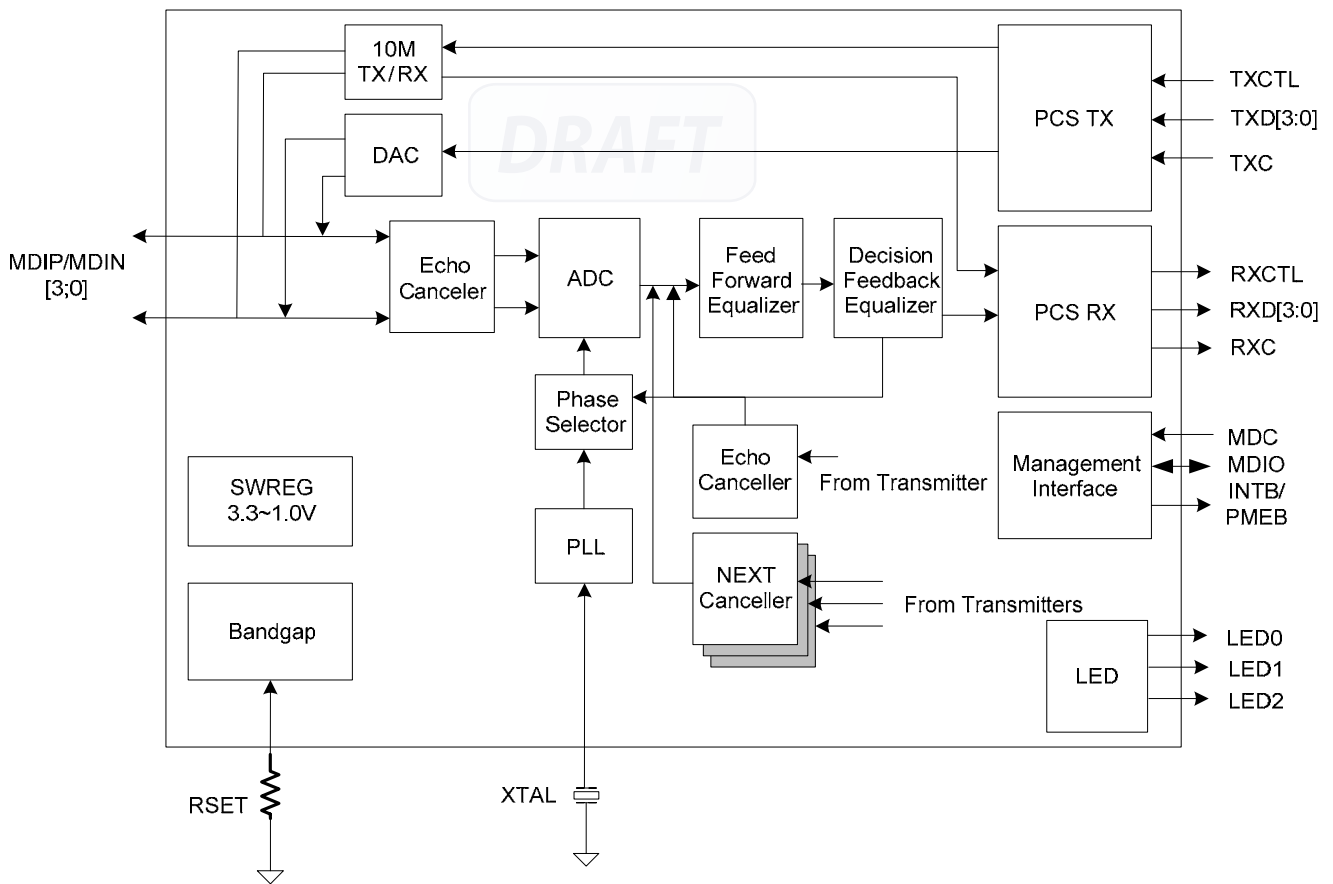 10M
TX/RX
DRAFT
DAC
PCS TX
TXCTL
TXD[3:0]
TXC
MDIP/MDIN
[3;0]
Echo
Canceler
ADC
Feed
Forward
Equalizer
Decision
Feedback
Equalizer
PCS RX
RXCTL
RXD[3:0]
RXC
Phase
Selector
Echo
Canceller
From Transmitter
Management
Interface
MDC
MDIO
INTB/
PMEB
SWREG
3.3~1.0V
PLL
NEXT
Canceller
From Transmitters
Bandgap
LED
LED0
LED1
LED2
RSET
XTAL